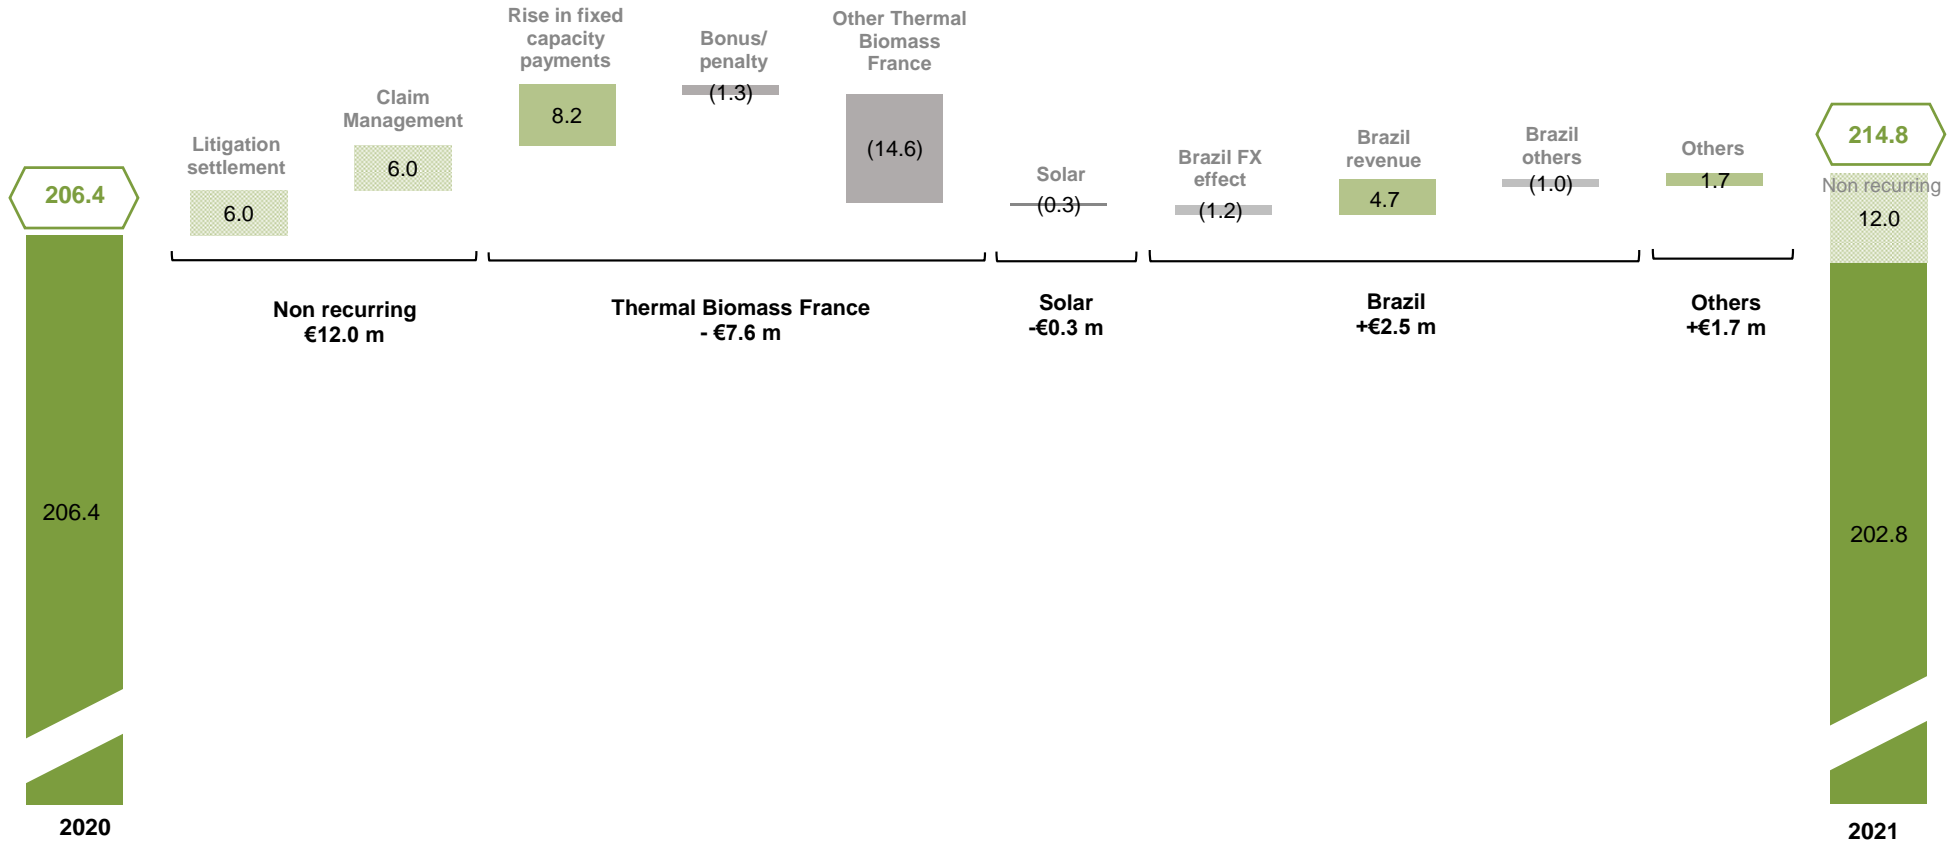 Rise in fixed
capacity
payments
Bonus/
penalty
Other Thermal
Biomass
France
Claim
Management
Litigation
settlement
Solar
Brazil FX
effect
Brazil
revenue
Brazil
others
Others
206.4
6.0
6.0
8.2
(1.3)
(14.6)
(0.3)
(1.2)
4.7
(1.0)
1.7
214.8
Non recurring
12.0
Non recurring
€12.0 m
Thermal Biomass France
- €7.6 m
Solar
-€0.3 m
Brazil
+€2.5 m
Others
+€1.7 m
206.4
202.8
2020
2021